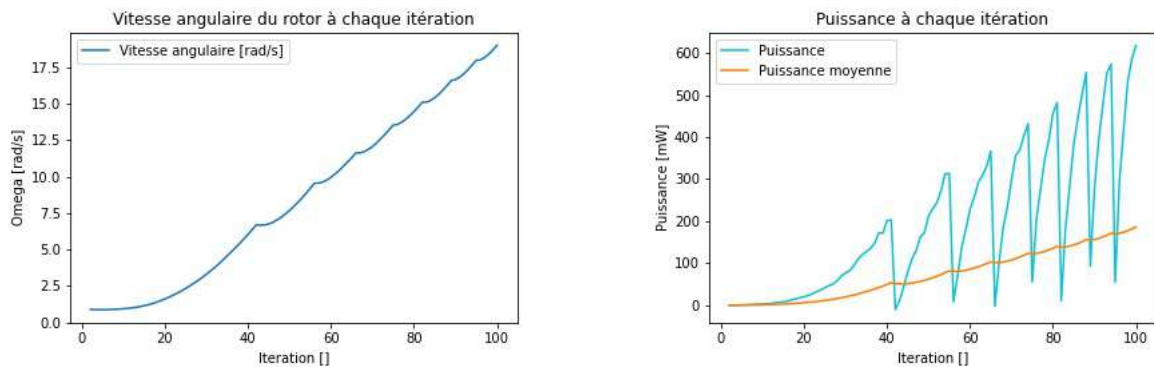 Vitesse angulaire du rotor à chaque itération
Vitesse angulaire [rad/s]
Omega [rad/s]
17.5
15.0
12.5
10.0
7.5
5.0
2.5
0.0
0 20 40 60 80 100
Iteration []
Puissance à chaque itération
Puissance
Puissance moyenne
Puissance [mW]
600
500
400
300
200
100
0
0 20 40 60 80 100
Iteration []